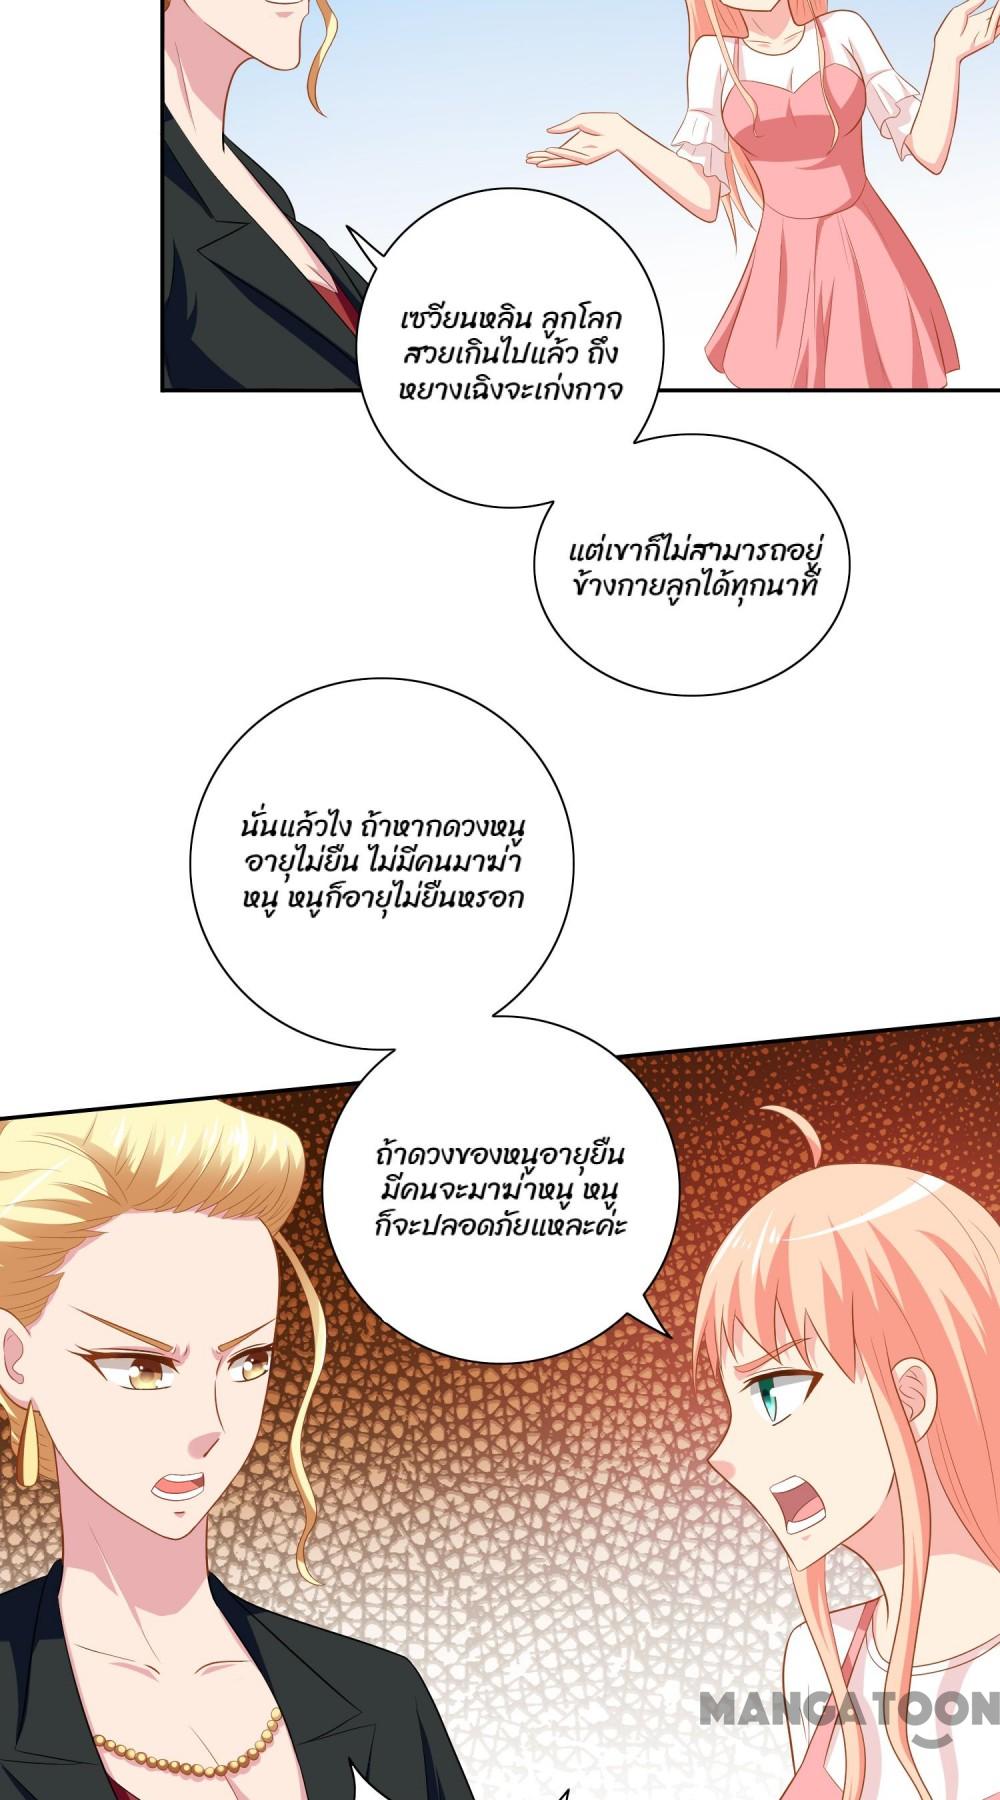 เซวียนหลิน ลูกโลก
สวยเกินไปแล้ว ถึง
หยางเฉิงจะเก่งกาจ
แต่เขาก็ไม่สามารถอยู่
ข้างกายลูกได้ทุกนาที
นั่นแล้วไง ถ้าหากดวงหนู
อายุไม่ยืน ไม่มีคนมาฆ่า
หนู หนูก็อายุไม่ยืนหรอก
ถ้าดวงของหนูอายุยืน
มีคนจะมาฆ่าหนู หนู
ก็จะปลอดภัยแหละค่ะ
MANGATOON